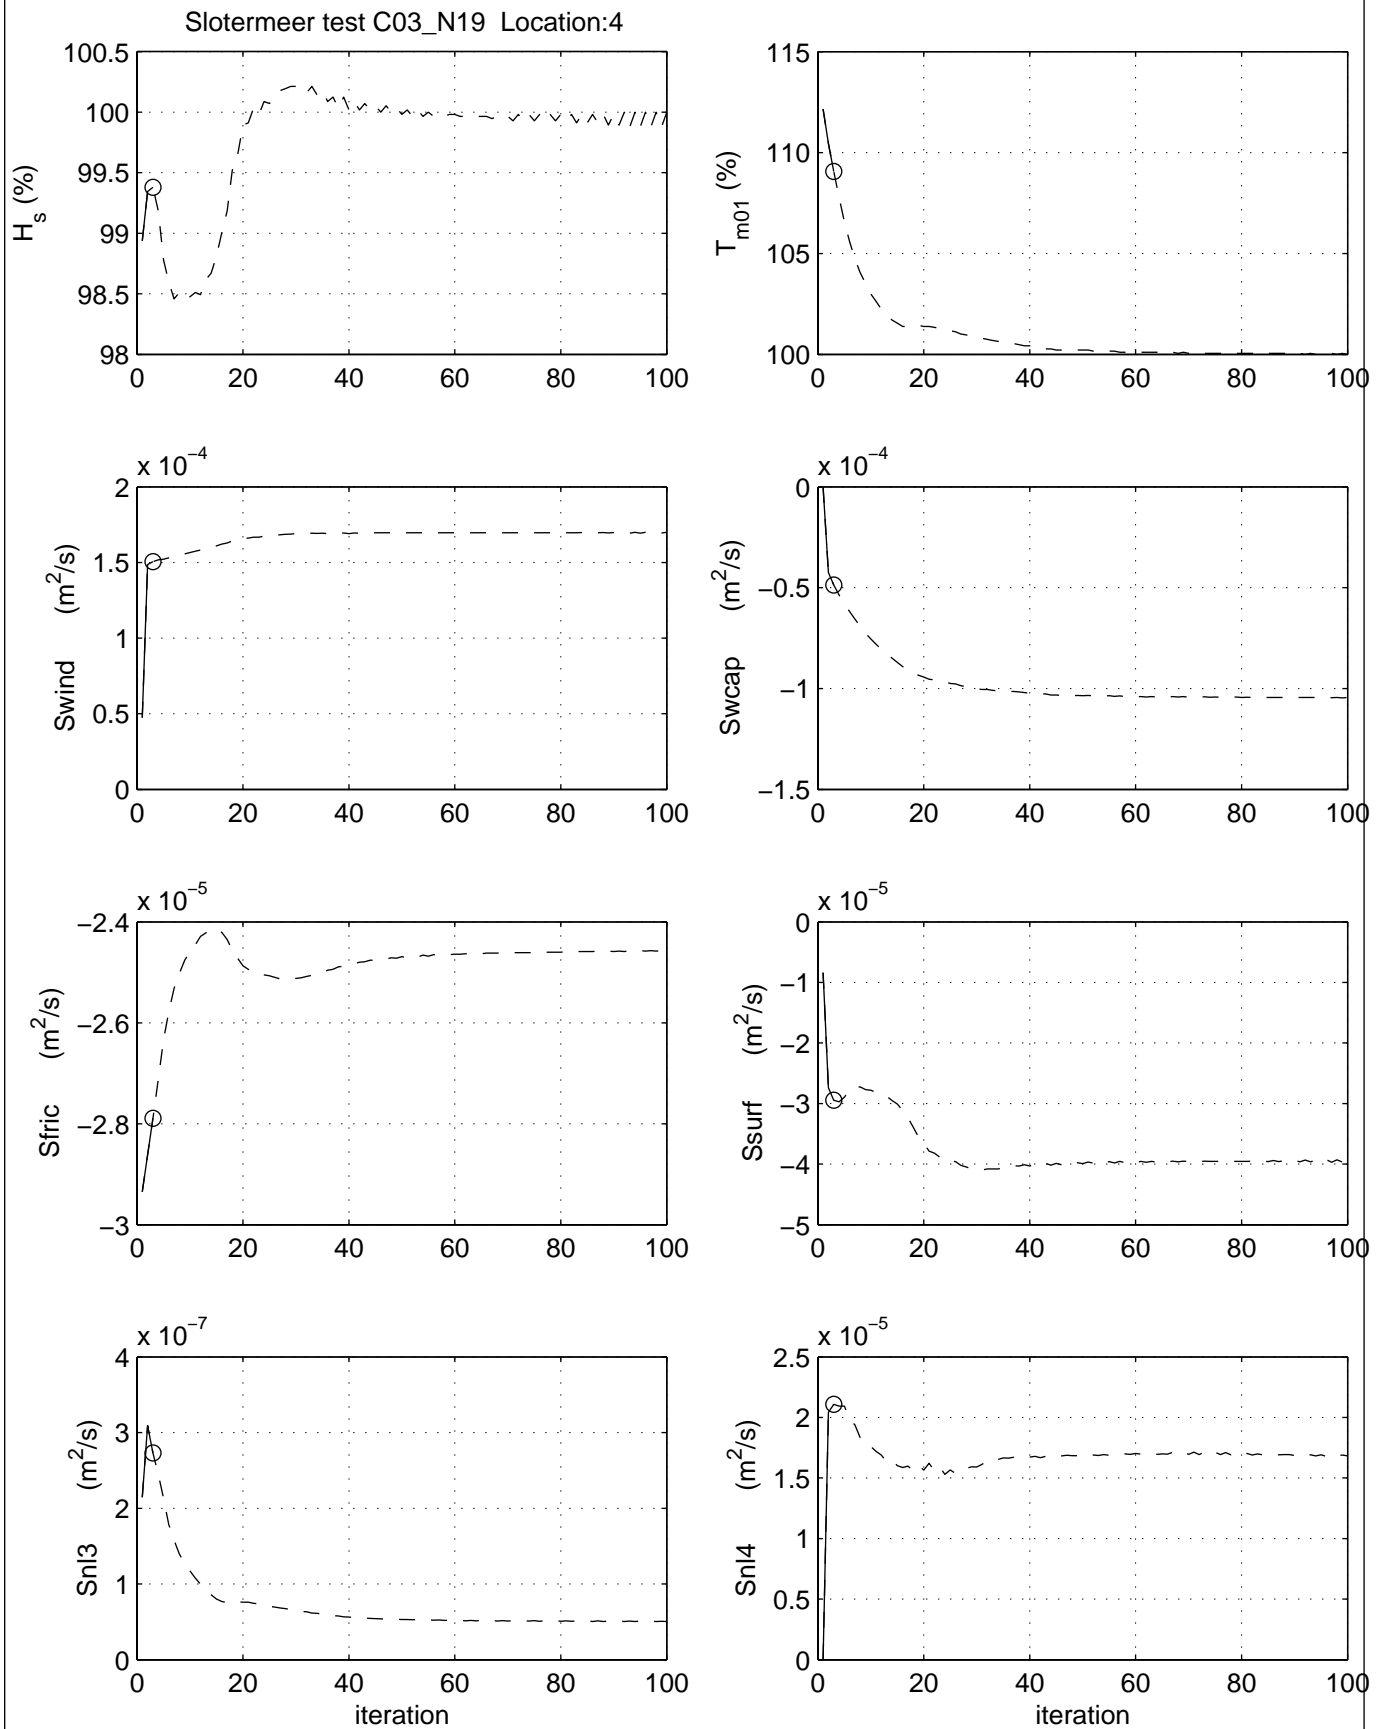 Slotermeer test C03_N19 Location:4
100.5
100
99.5
99
98.5
98
H_s (%)
0 20 40 60 80 100
115
110
105
100
T_m01 (%)
0 20 40 60 80 100
x 10^−4
2
1.5
1
0.5
0
Swind (m^2/s)
0 20 40 60 80 100
x 10^−4
0
−0.5
−1
−1.5
Swcap (m^2/s)
0 20 40 60 80 100
x 10^−5
−2.4
−2.6
−2.8
−3
Sfric (m^2/s)
0 20 40 60 80 100
x 10^−5
0
−1
−2
−3
−4
−5
Ssurf (m^2/s)
0 20 40 60 80 100
x 10^−7
4
3
2
1
0
Snl3 (m^2/s)
0 20 40 60 80 100
iteration
x 10^−5
2.5
2
1.5
1
0.5
0
Snl4 (m^2/s)
0 20 40 60 80 100
iteration